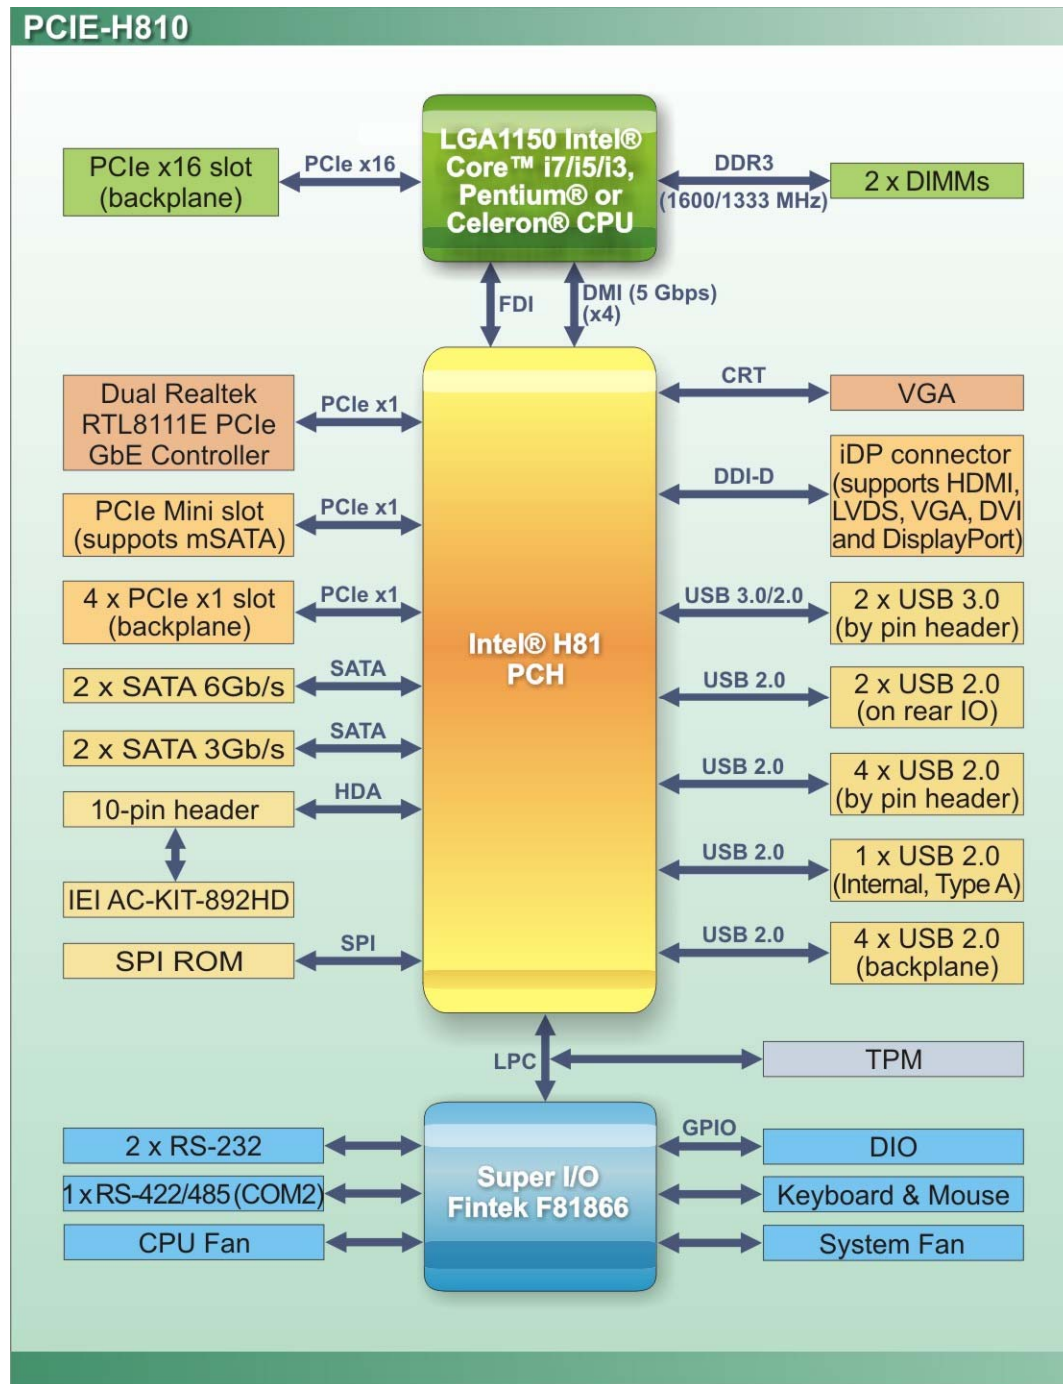 PCIE-H810
LGA1150 Intel®
Core™ i7/i5/i3,
Pentium® or
Celeron® CPU
PCIe x16 slot
(backplane)
PCIe x16
DDR3
(1600/1333 MHz)
2 x DIMMs
FDI
DMI (5 Gbps)
(x4)
Dual Realtek
RTL8111E PCIe
GbE Controller
PCIe x1
PCIe Mini slot
(suppots mSATA)
PCIe x1
4 x PCIe x1 slot
(backplane)
PCIe x1
2 x SATA 6Gb/s
SATA
2 x SATA 3Gb/s
SATA
10-pin header
HDA
IEI AC-KIT-892HD
SPI ROM
SPI
Intel® H81
PCH
CRT
VGA
DDI-D
iDP connector
(supports HDMI,
LVDS, VGA, DVI
and DisplayPort)
USB 3.0/2.0
2 x USB 3.0
(by pin header)
USB 2.0
2 x USB 2.0
(on rear IO)
USB 2.0
4 x USB 2.0
(by pin header)
USB 2.0
1 x USB 2.0
(Internal, Type A)
USB 2.0
4 x USB 2.0
(backplane)
LPC
TPM
2 x RS-232
1 x RS-422/485 (COM2)
CPU Fan
Super I/O
Fintek F81866
GPIO
DIO
Keyboard & Mouse
System Fan